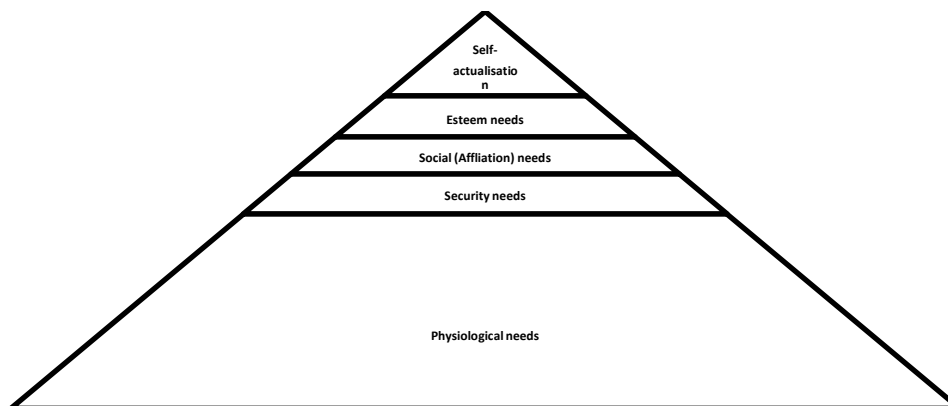 Self-
actualisatio
n
Esteem needs
Social (Affliation) needs
Security needs
Physiological needs